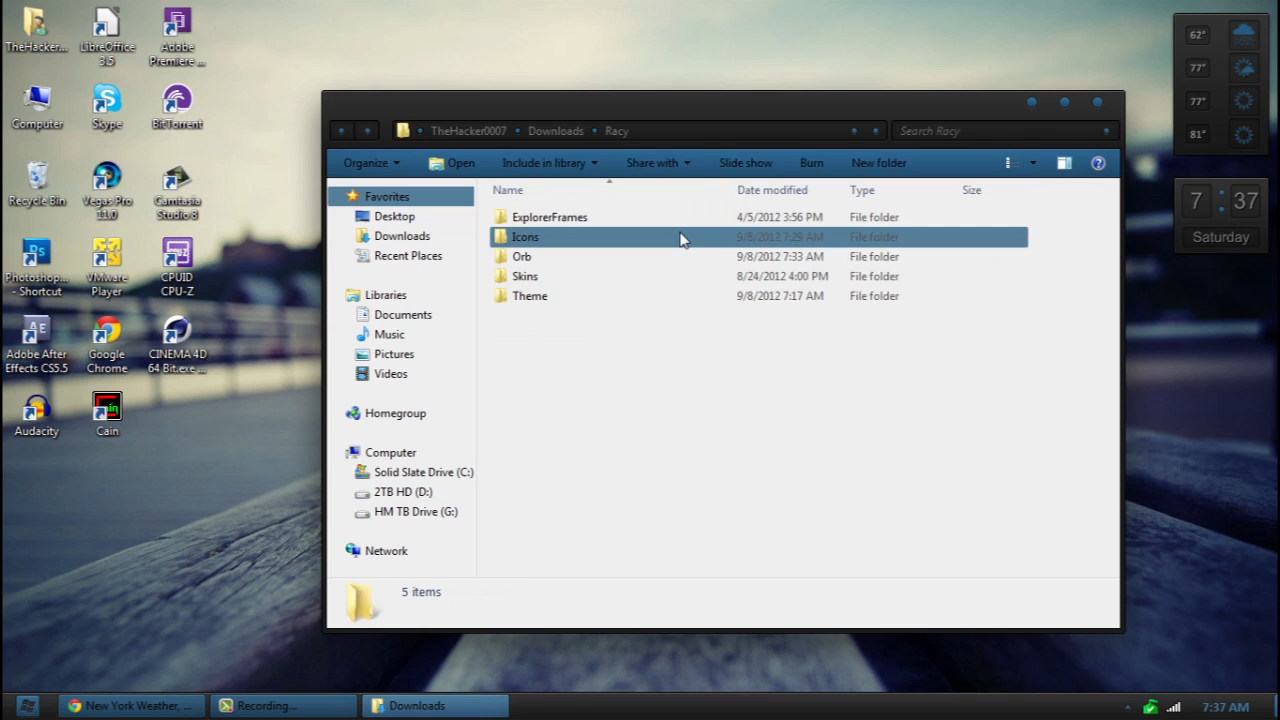 TheHacker...
LibreOffice 3.5
Adobe Premiere ...
Computer
Skype
BitTorrent
Recycle Bin
Vegas Pro 11.0
Camtasia Studio 8
Photoshop... - Shortcut
VMware Player
CPUID CPU-Z
Adobe After Effects CS5.5
Google Chrome
CINEMA 4D 64 Bit.exe ...
Audacity
Cain
62°
77°
77°
81°
7 : 37
Saturday
TheHacker0007 Downloads Racy
Search Racy
Organize Open Include in library Share with Slide show Burn New folder
Favorites
Desktop
Downloads
Recent Places
Libraries
Documents
Music
Pictures
Videos
Homegroup
Computer
Solid Slate Drive (C:)
2TB HD (D:)
HM TB Drive (G:)
Network
Name Date modified Type Size
ExplorerFrames 4/5/2012 3:56 PM File folder
Icons 9/8/2012 7:29 AM File folder
Orb 9/8/2012 7:33 AM File folder
Skins 8/24/2012 4:00 PM File folder
Theme 9/8/2012 7:17 AM File folder
5 items
New York Weather, ... Recording... Downloads 7:37 AM